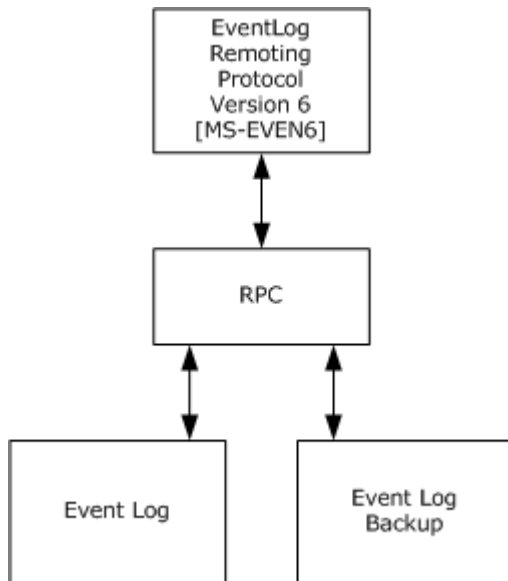 EventLog
Remoting
Protocol
Version 6
[MS-EVEN6]
RPC
Event Log
Event Log
Backup